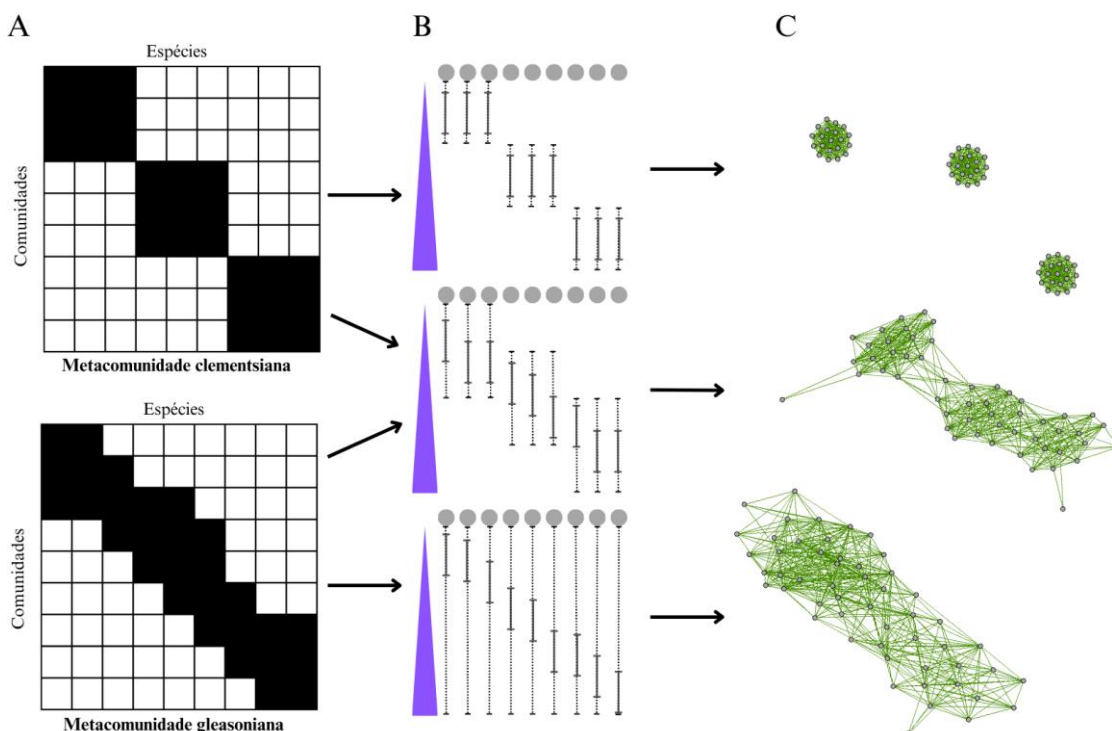 A
B
C
Espécies
Comunidades
Metacomunidade clementsiana
Espécies
Comunidades
Metacomunidade gleasoniana